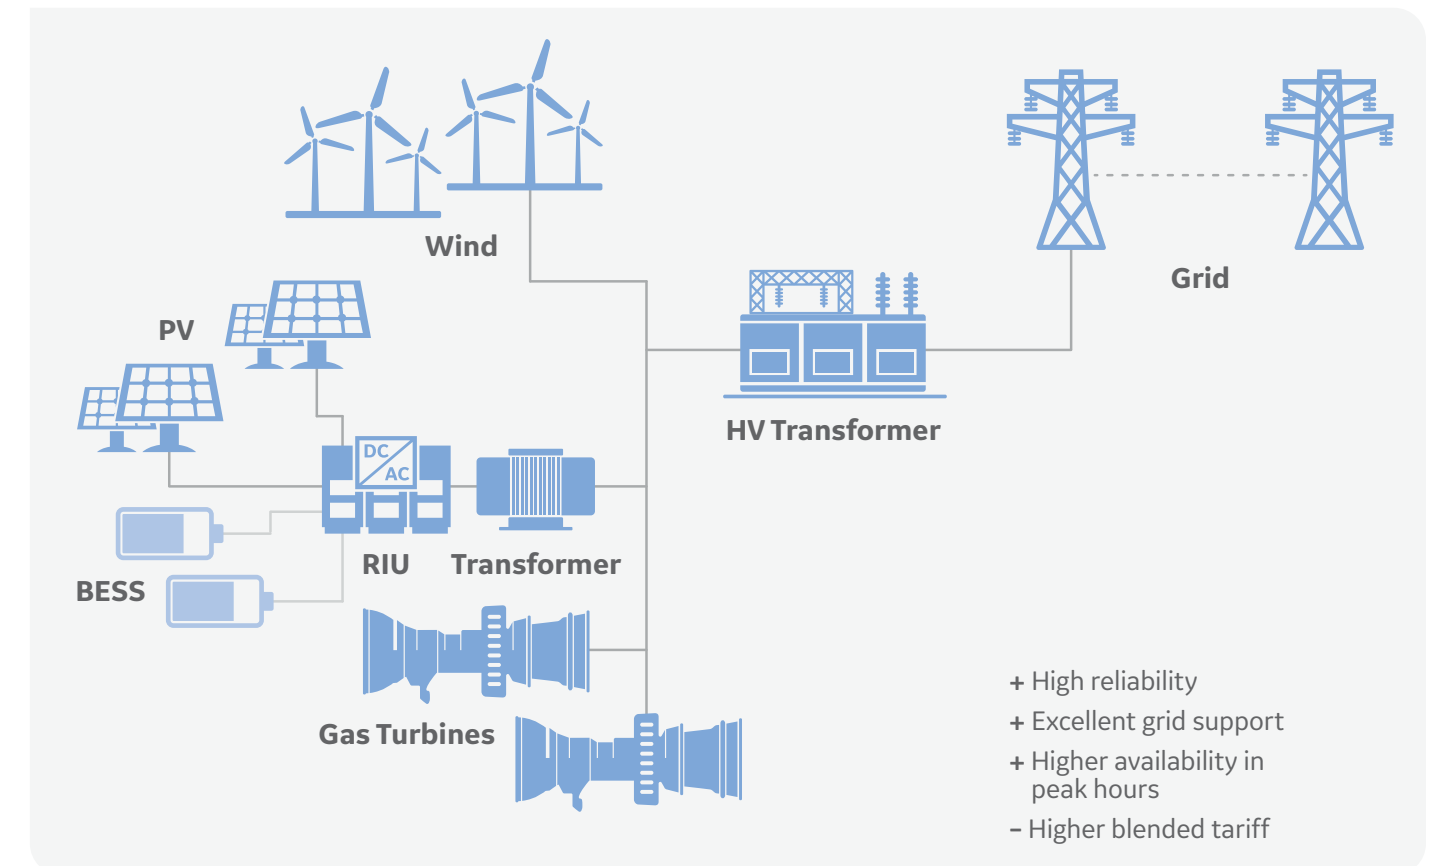 Wind
Grid
PV
HV Transformer
DC
AC
RIU
Transformer
BESS
Gas Turbines
+ High reliability
+ Excellent grid support
+ Higher availability in
peak hours
– Higher blended tariff